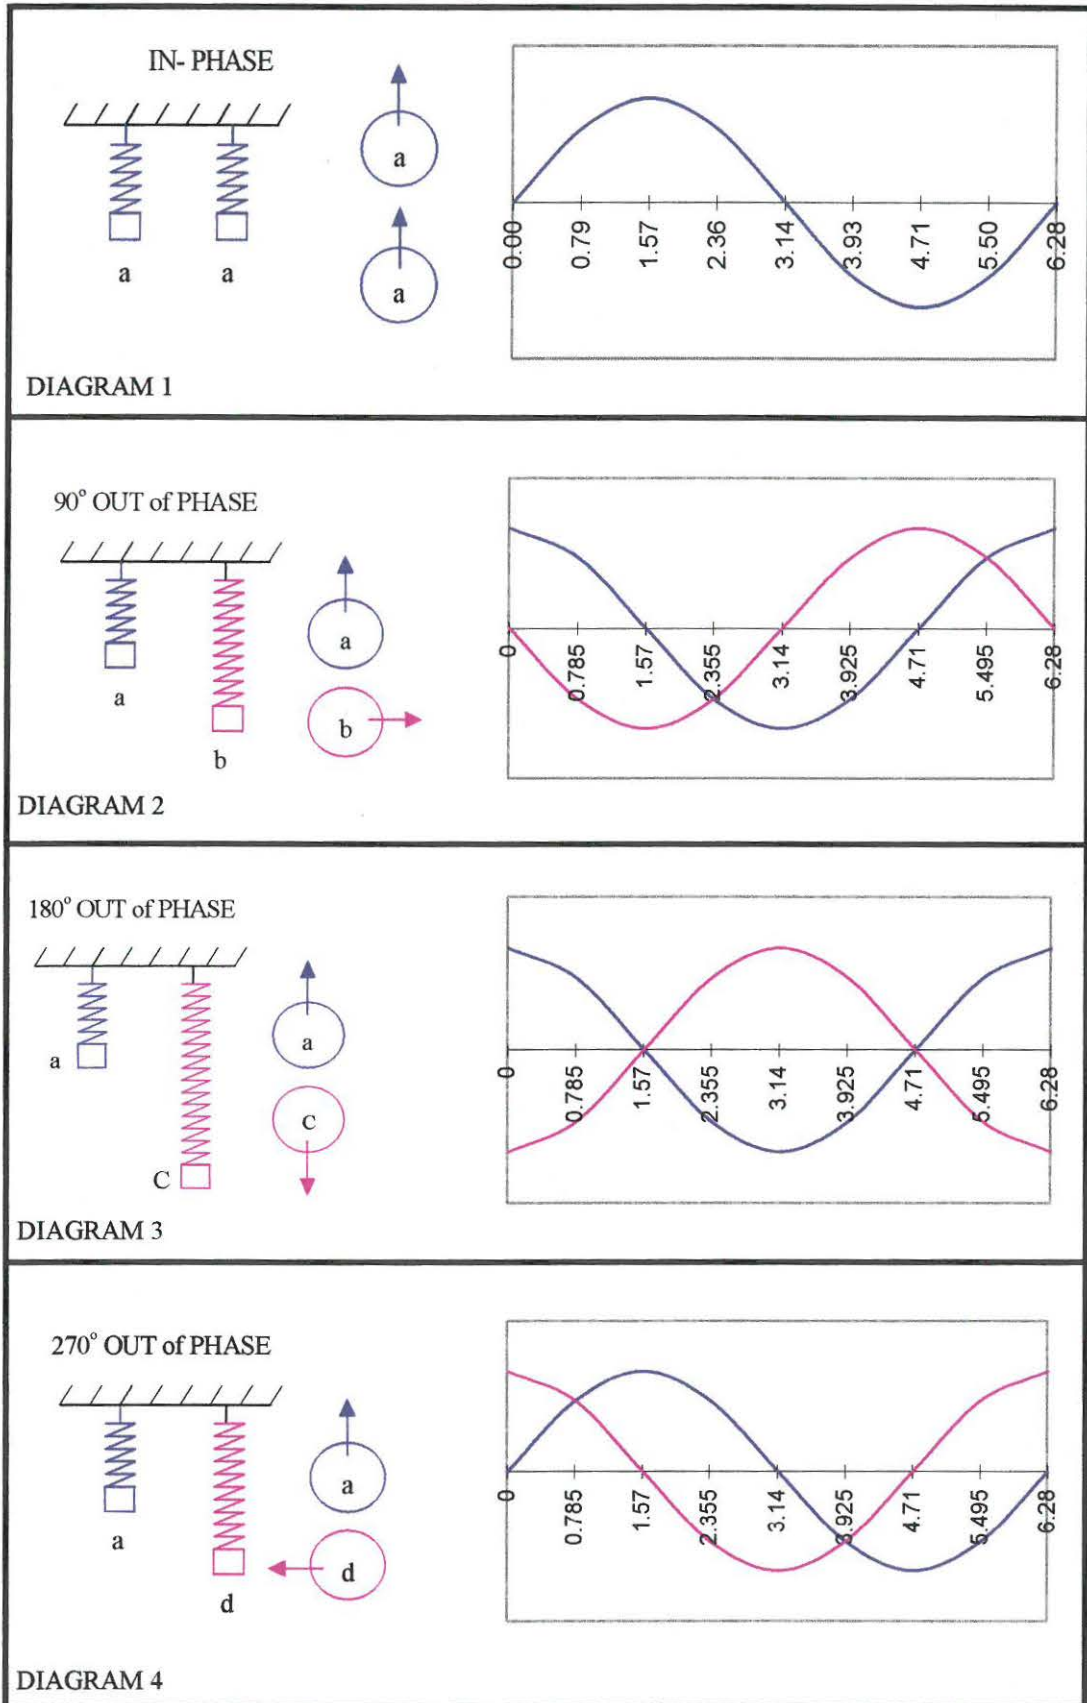 IN- PHASE
a
a
a
a
0.00
0.79
1.57
2.36
3.14
3.93
4.71
5.50
6.28
DIAGRAM 1
90° OUT of PHASE
a
b
a
b
0
0.785
1.57
2.355
3.14
3.925
4.71
5.495
6.28
DIAGRAM 2
180° OUT of PHASE
a
C
a
c
0
0.785
1.57
2.355
3.14
3.925
4.71
5.495
6.28
DIAGRAM 3
270° OUT of PHASE
a
d
a
d
0
0.785
1.57
2.355
3.14
3.925
4.71
5.495
6.28
DIAGRAM 4